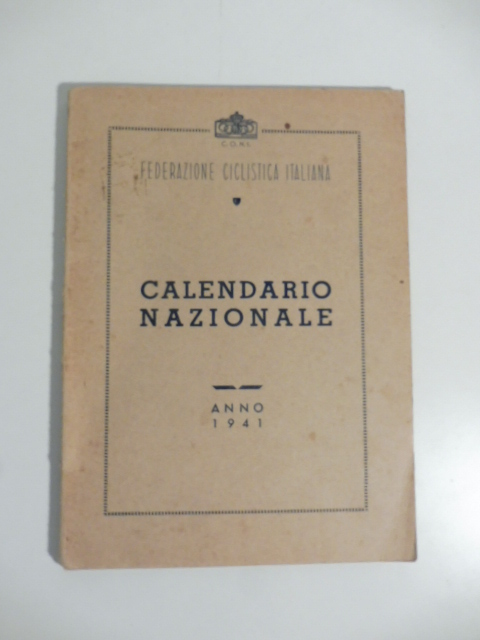 C.O.N.I.
FEDERAZIONE CICLISTICA ITALIANA
CALENDARIO
NAZIONALE
ANNO
1941